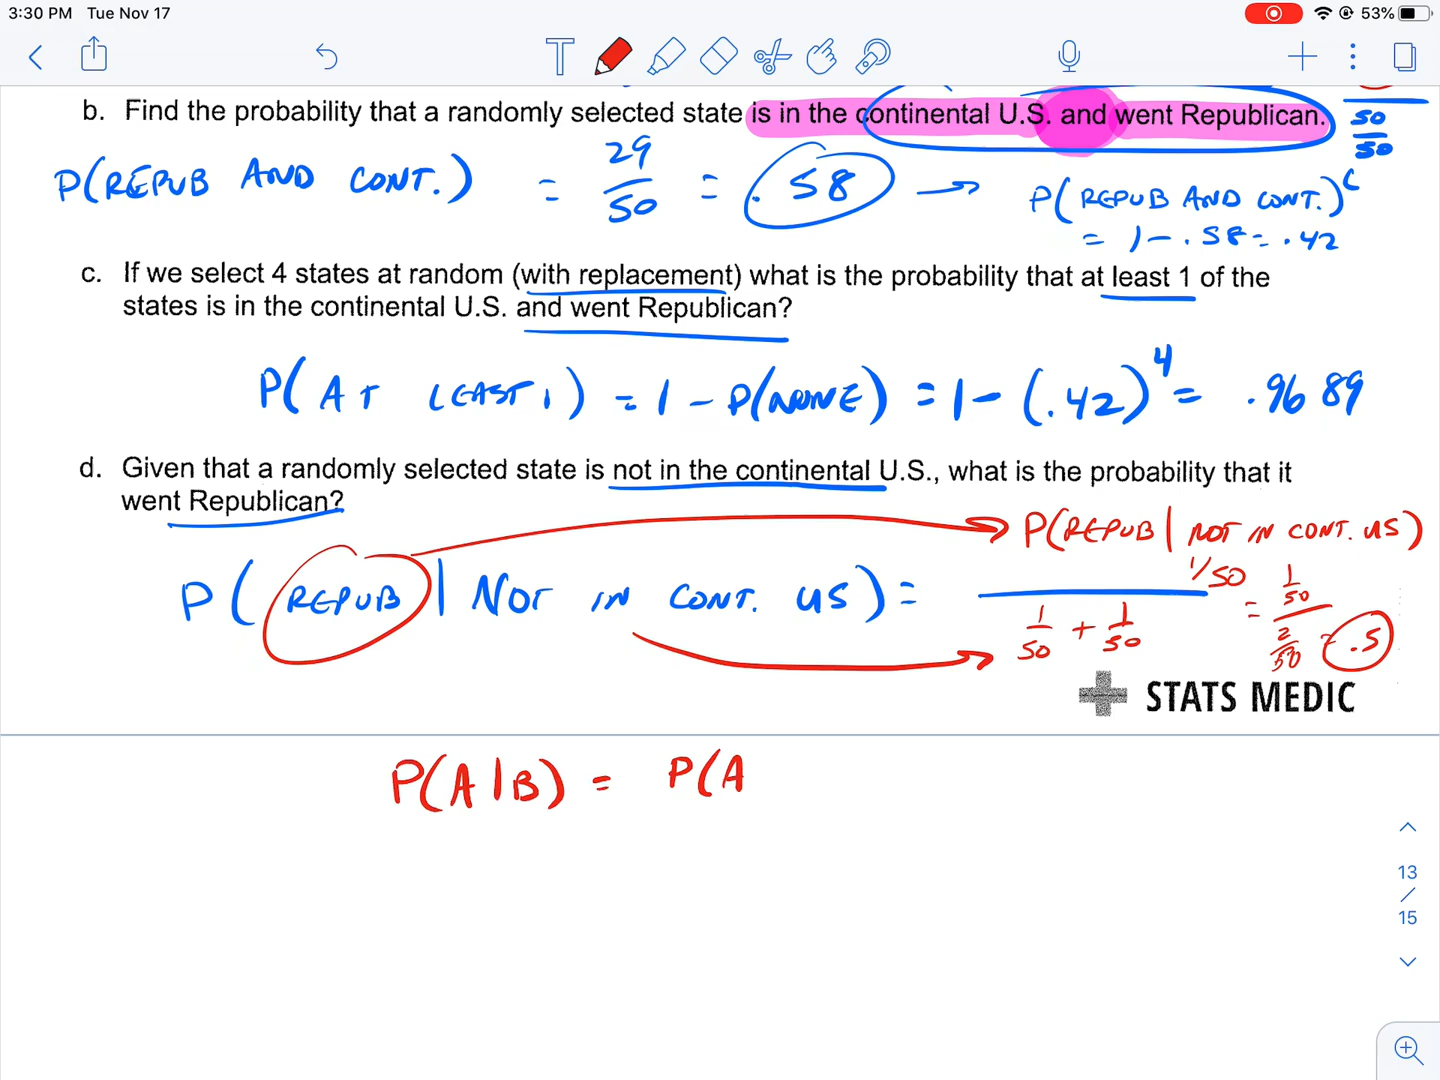 3:30 PM Tue Nov 17 53%
T
b. Find the probability that a randomly selected state is in the continental U.S. and went Republican.
50
50
P(REPUB AND CONT.) = 29/50 = .58 → P(REPUB AND CONT.)ᶜ
= 1 - .58 = .42
c. If we select 4 states at random (with replacement) what is the probability that at least 1 of the
states is in the continental U.S. and went Republican?
P(AT LEAST 1) = 1 - P(NONE) = 1 - (.42)⁴ = .9689
d. Given that a randomly selected state is not in the continental U.S., what is the probability that it
went Republican?
P(REPUB | NOT IN CONT. US)
P(REPUB | NOT IN CONT. US) = 1/50
1/50 + 1/50
= 1/50
2/50 = .5
STATS MEDIC
P(A|B) = P(A
13
/
15